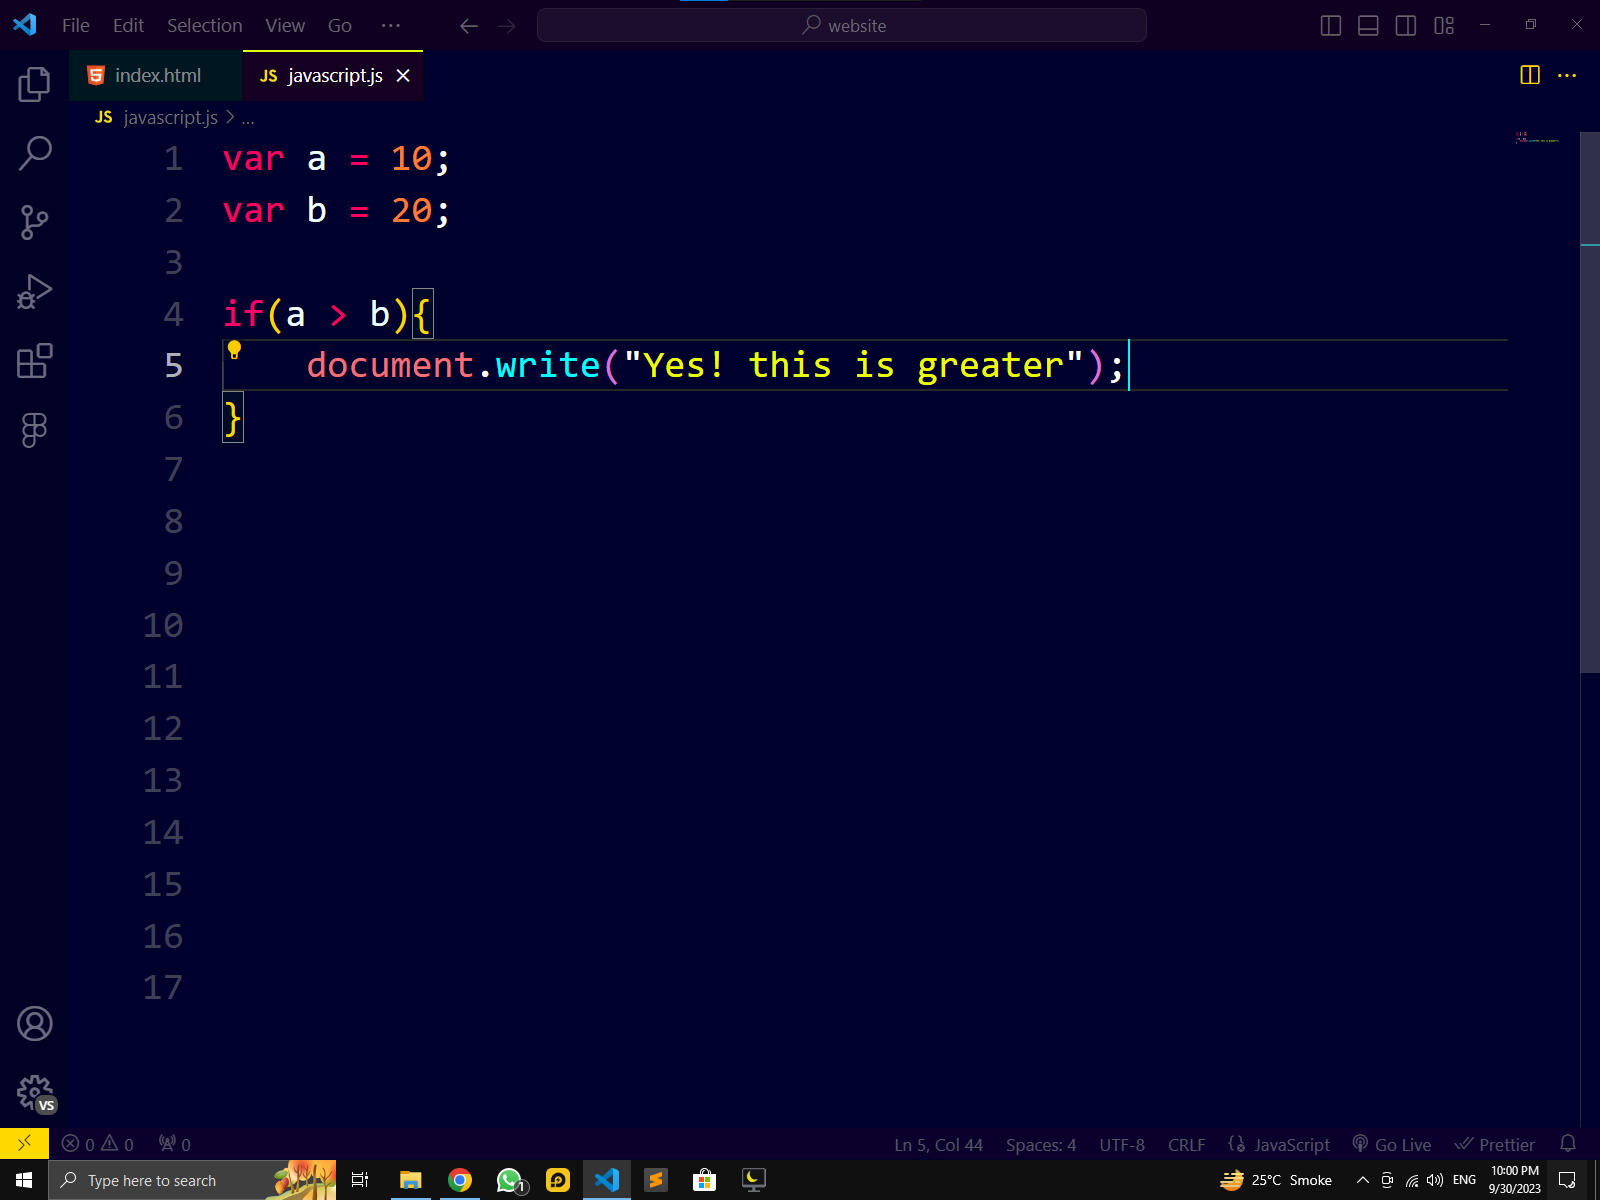 File Edit Selection View Go ··· website
index.html JS javascript.js
JS javascript.js > ...
1 var a = 10;
2 var b = 20;
3
4 if(a > b){
5 document.write("Yes! this is greater");
6 }
7
8
9
10
11
12
13
14
15
16
17
VS
0 0 0 Ln 5, Col 44 Spaces: 4 UTF-8 CRLF {} JavaScript Go Live Prettier
Type here to search 1 25°C Smoke ENG 10:00 PM
9/30/2023